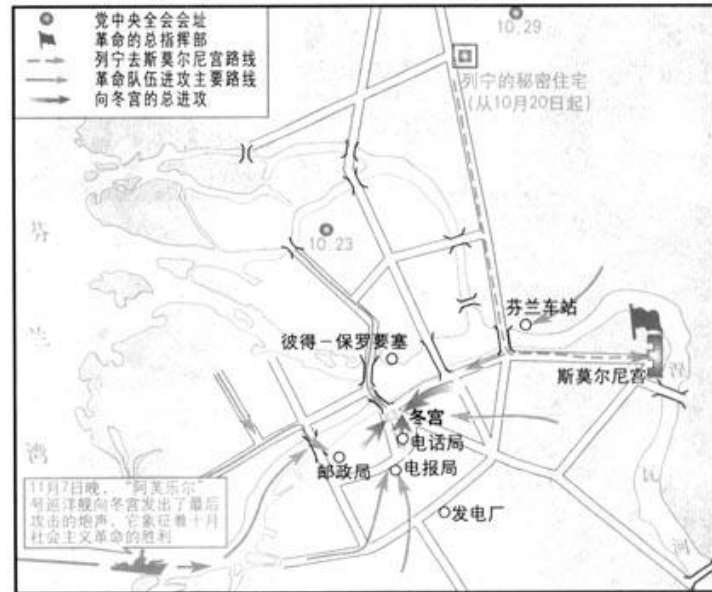 党中央全会会址
革命的总指挥部
列宁去斯莫尔尼宫路线
革命队伍进攻主要路线
向冬宫的总进攻
10.29
列宁的秘密住宅
(从10月20日起)
10.23
芬兰车站
彼得－保罗要塞
斯莫尔尼宫
冬宫
电话局
邮政局
电报局
发电厂
芬
兰
湾
河
11月7日晚，“阿芙乐尔”
号巡洋舰向冬宫发出了最后
攻击的炮声，它象征着十月
社会主义革命的胜利